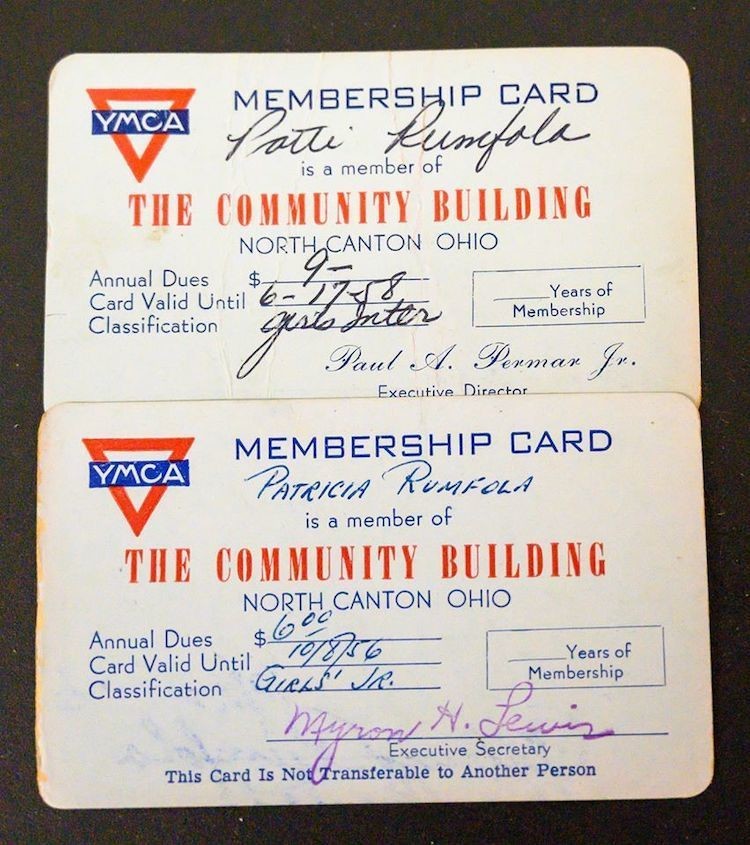 YMCA
MEMBERSHIP CARD
Patti Rumfola
is a member of
THE COMMUNITY BUILDING
NORTH CANTON OHIO
Annual Dues $ 9-
Card Valid Until 6-17-58
Classification Girls Inter
Years of
Membership
Paul A. Permar Jr.
Executive Director
YMCA
MEMBERSHIP CARD
PATRICIA RUMFOLA
is a member of
THE COMMUNITY BUILDING
NORTH CANTON OHIO
Annual Dues $ 6.00
Card Valid Until 10/8/56
Classification GIRLS' JR.
Years of
Membership
Myron H. Lewis
Executive Secretary
This Card Is Not Transferable to Another Person